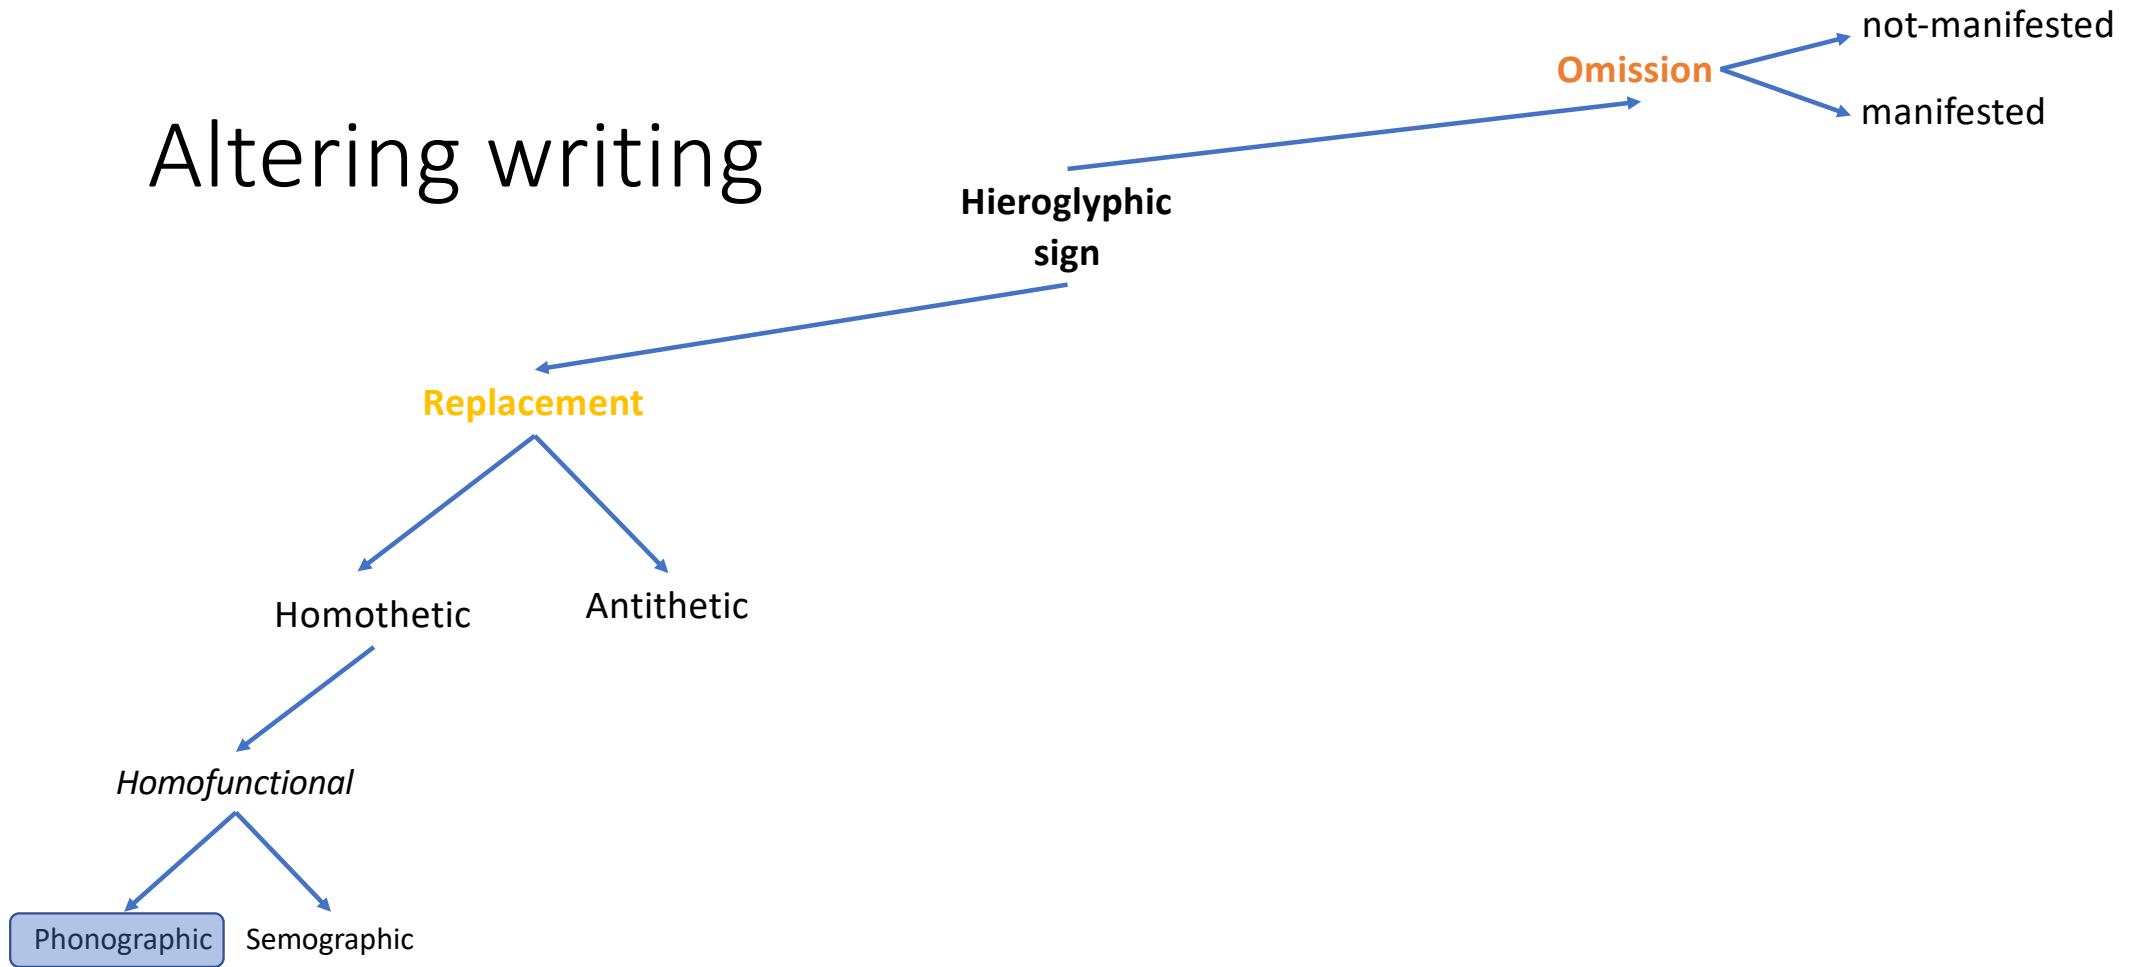 not-manifested
Omission
manifested
Altering writing
Hieroglyphic
sign
Replacement
Homothetic
Antithetic
Homofunctional
Phonographic
Semographic